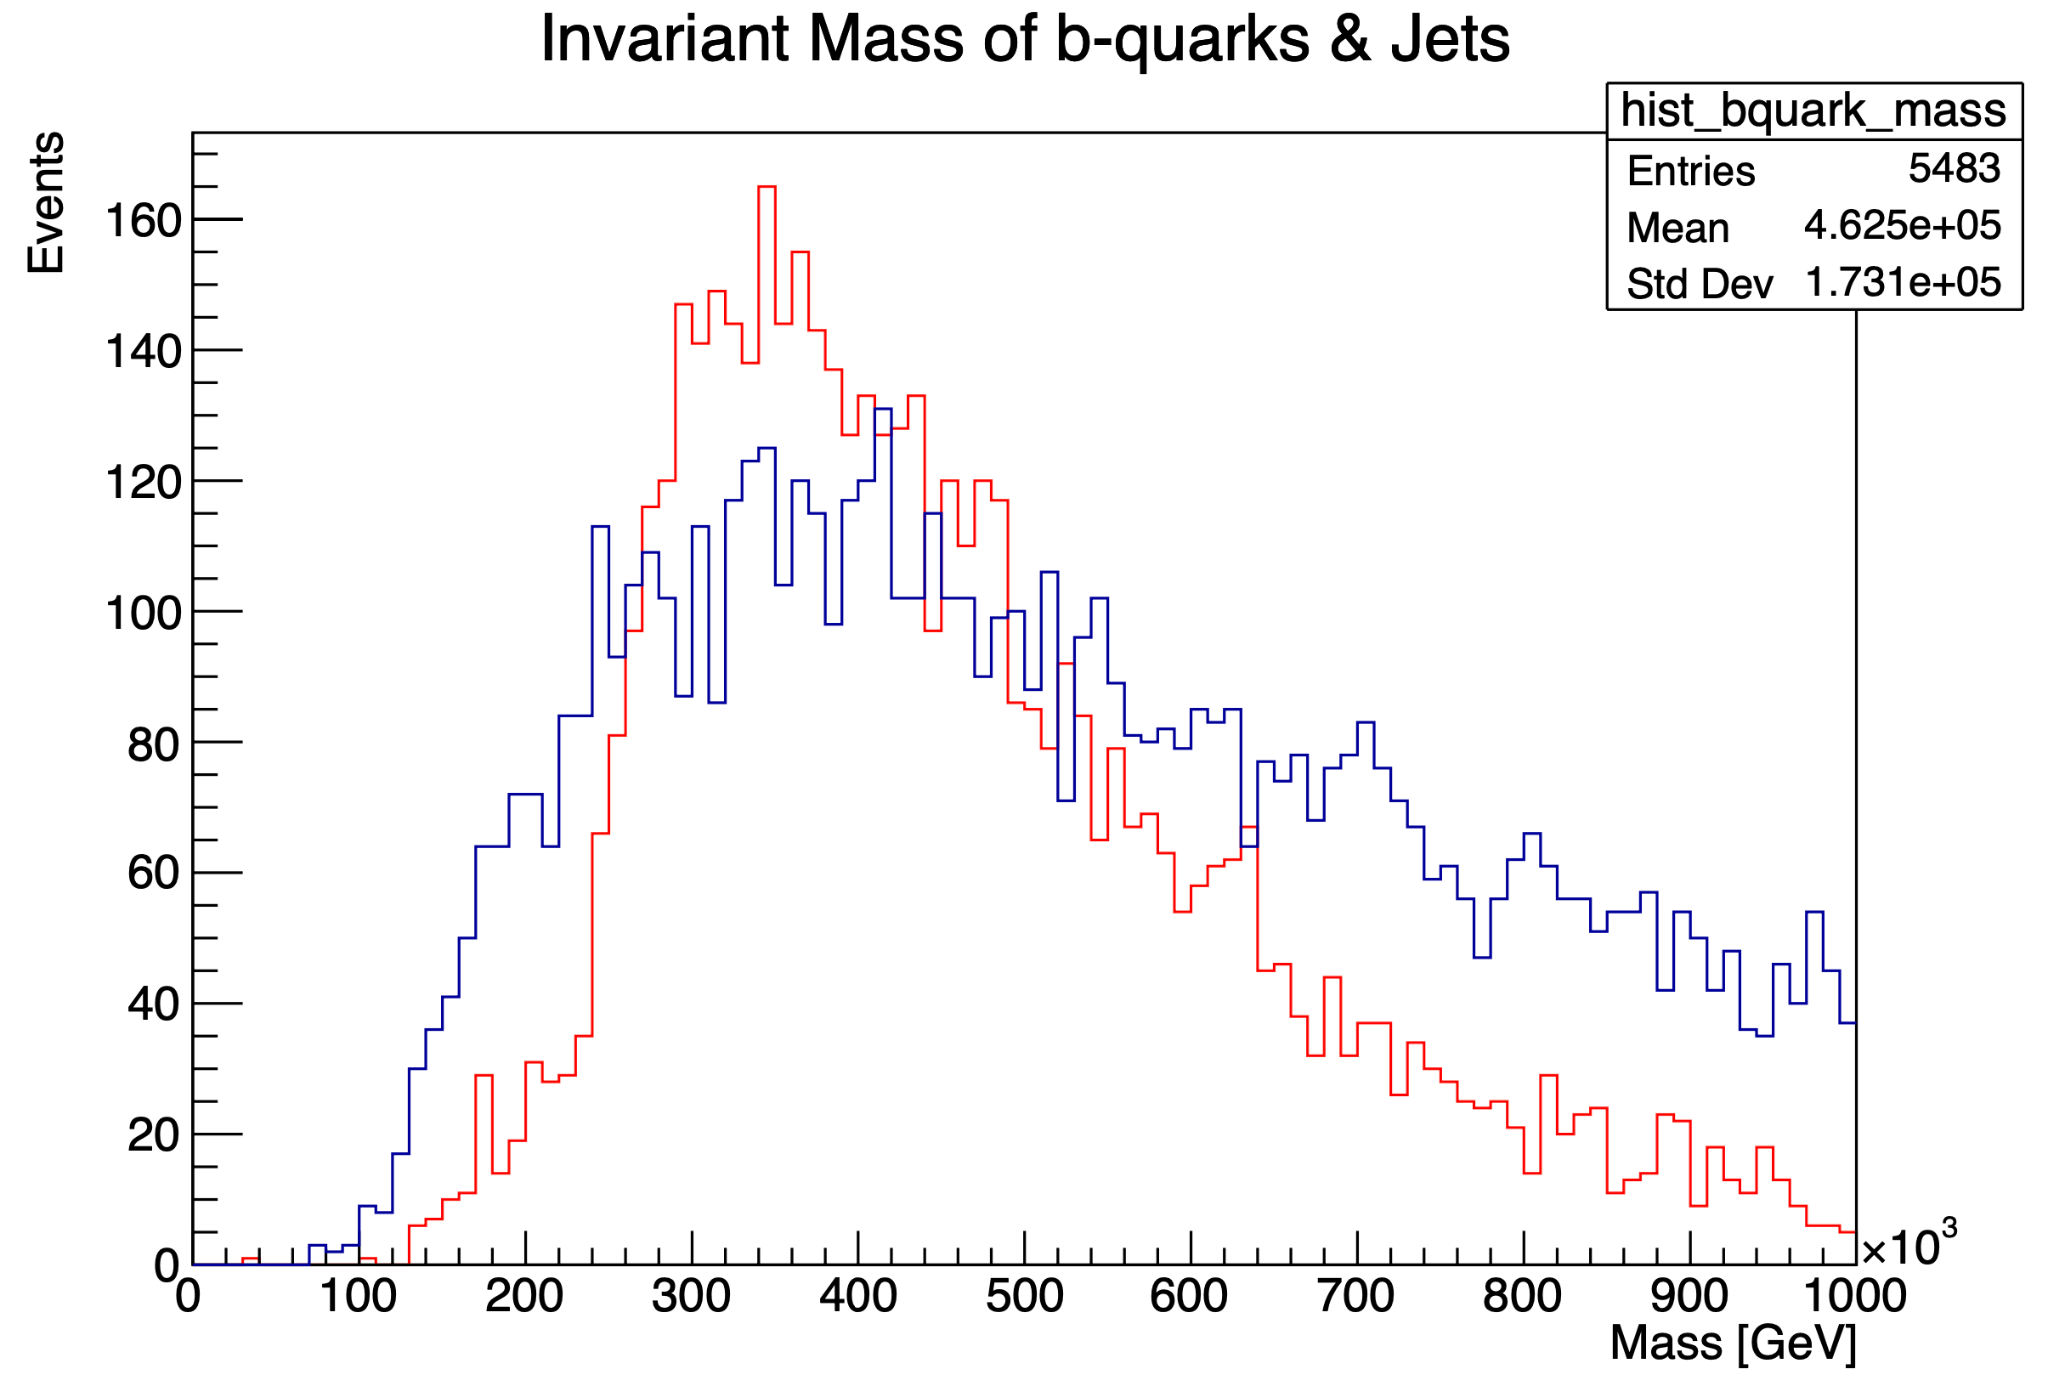 Invariant Mass of b-quarks & Jets
hist_bquark_mass
Entries 5483
Mean 4.625e+05
Std Dev 1.731e+05
Events
160
140
120
100
80
60
40
20
0
0 100 200 300 400 500 600 700 800 900 1000
×10³
Mass [GeV]